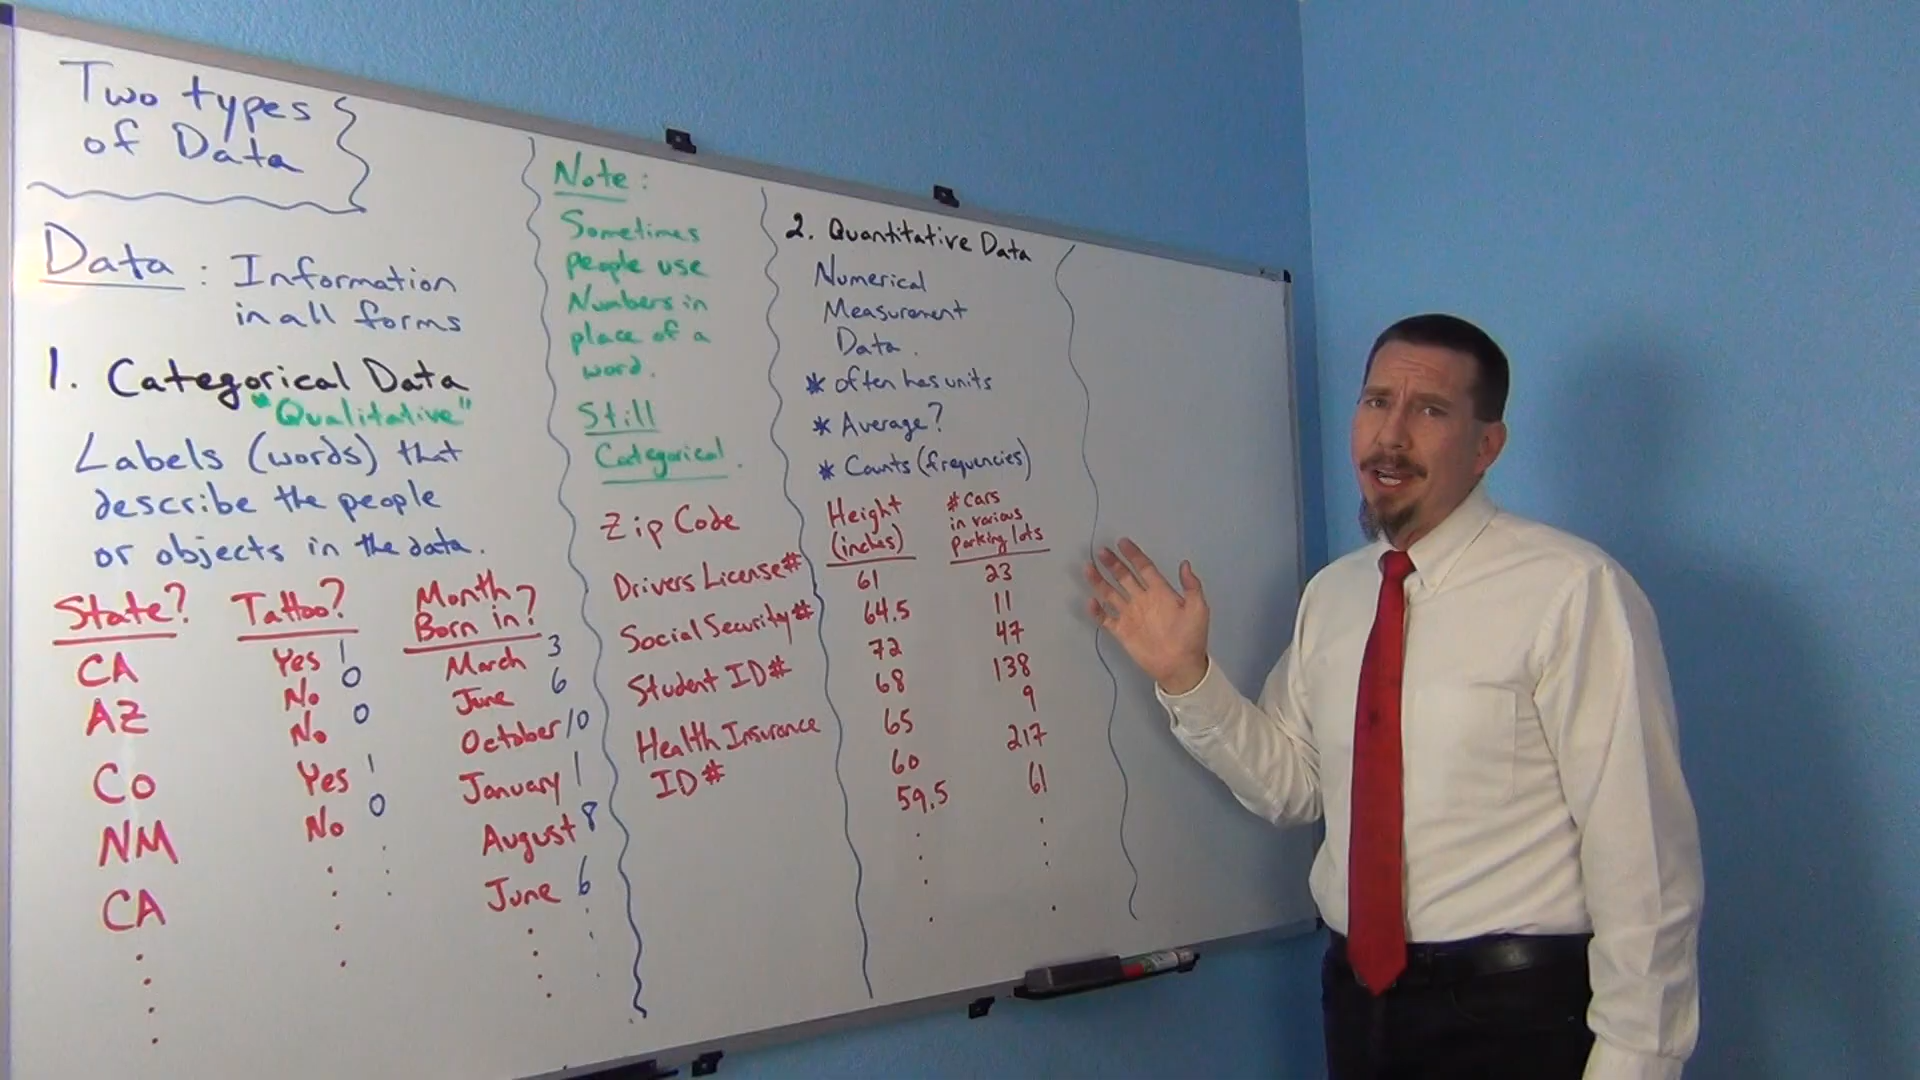 Two types
of Data
Data : Information
in all forms
1. Categorical Data
"Qualitative"
Labels (words) that
describe the people
or objects in the data.
State?
CA
AZ
CO
NM
CA
Tattoo?
Yes 1
No 0
No 0
Yes 1
No 0
Month
Born in?
March 3
June 6
October 10
January 1
August 8
June 6
Note :
Sometimes
people use
Numbers in
place of a
word.
Still
Categorical.
Zip Code
Drivers License#
Social Security#
Student ID#
Health Insurance
ID#
2. Quantitative Data
Numerical
Measurement
Data.
* often has units
* Average?
* Counts (frequencies)
Height
(inches)
61
64.5
72
68
65
60
59.5
# cars
in various
parking lots
23
11
47
138
9
217
61